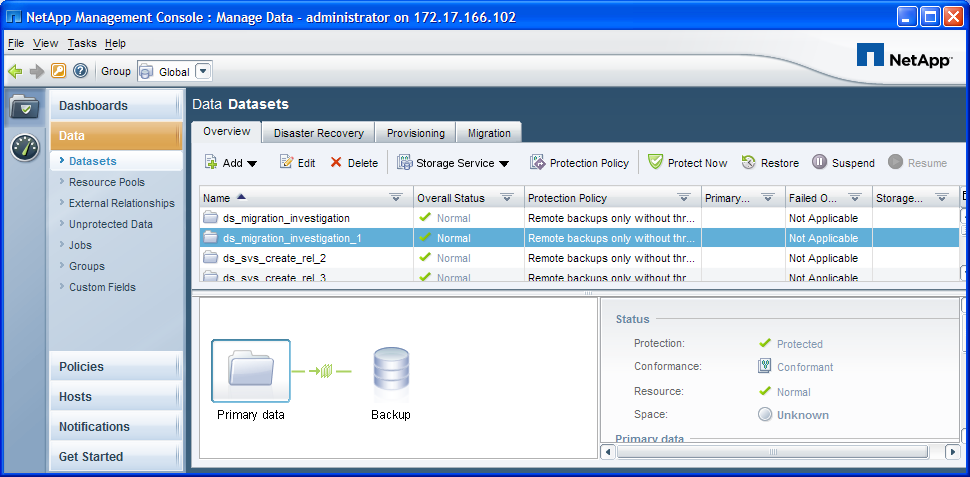 NetApp Management Console : Manage Data - administrator on 172.17.166.102
File View Tasks Help
Group Global
NetApp
Dashboards
Data
Datasets
Resource Pools
External Relationships
Unprotected Data
Jobs
Groups
Custom Fields
Policies
Hosts
Notifications
Get Started
Data Datasets
Overview Disaster Recovery Provisioning Migration
Add Edit Delete Storage Service Protection Policy Protect Now Restore Suspend Resume
Name Overall Status Protection Policy Primary... Failed O... Storage...
ds_migration_investigation Normal Remote backups only without thr... Not Applicable
ds_migration_investigation_1 Normal Remote backups only without thr... Not Applicable
ds_svs_create_rel_2 Normal Remote backups only without thr... Not Applicable
ds_svs_create_rel_3 Normal Remote backups only without thr... Not Applicable
Primary data Backup
Status
Protection: Protected
Conformance: Conformant
Resource: Normal
Space: Unknown
Primary data